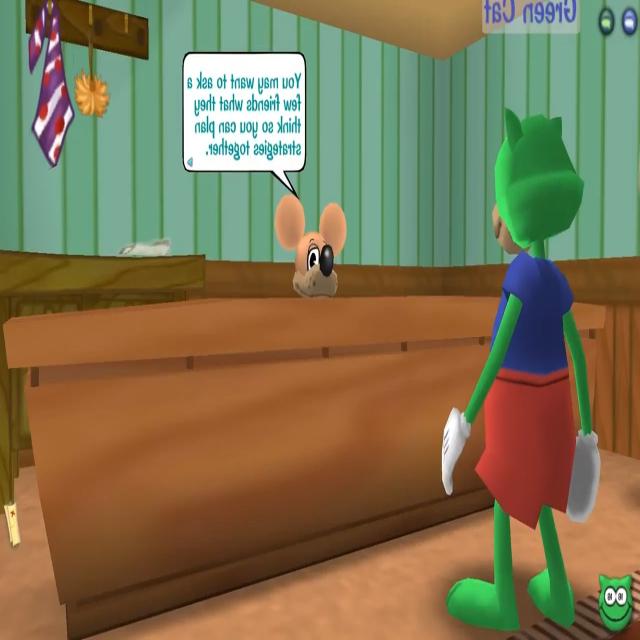 Green Cat
You may want to ask a
few friends what they
think so you can plan
strategies together.